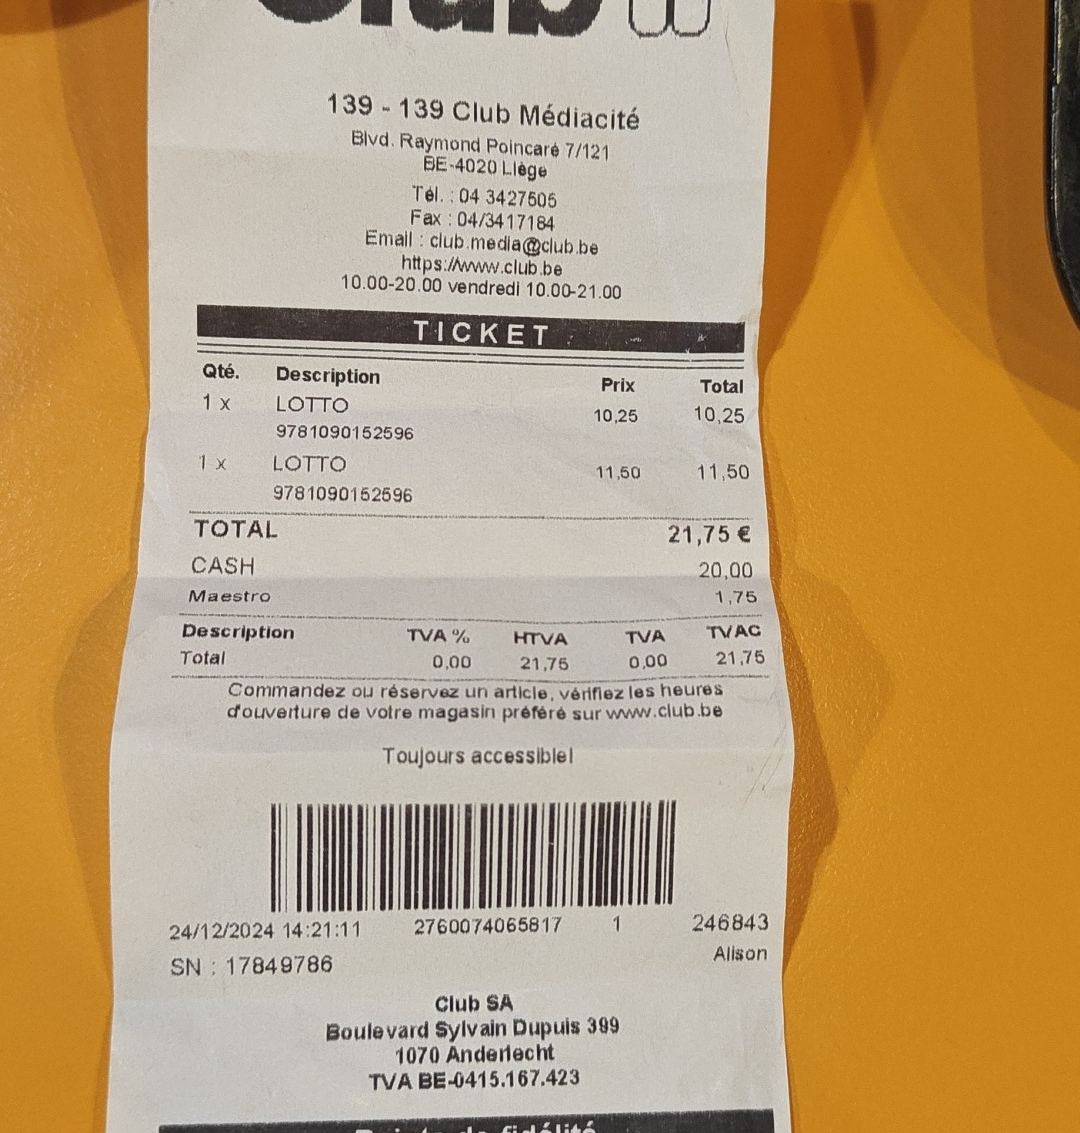 Club
139 - 139 Club Médiacité
Blvd. Raymond Poincaré 7/121
BE-4020 Liège
Tél. : 04 3427505
Fax : 04/3417184
Email : club.media@club.be
https://www.club.be
10.00-20.00 vendredi 10.00-21.00
TICKET
Qté. Description Prix Total
1 x LOTTO 10,25 10,25
9781090152596
1 x LOTTO 11,50 11,50
9781090152596
TOTAL 21,75 €
CASH 20,00
Maestro 1,75
Description TVA % HTVA TVA TVAC
Total 0,00 21,75 0,00 21,75
Commandez ou réservez un article, vérifiez les heures
d'ouverture de votre magasin préféré sur www.club.be
Toujours accessible!
24/12/2024 14:21:11 2760074065817 1 246843
SN : 17849786 Alison
Club SA
Boulevard Sylvain Dupuis 399
1070 Anderlecht
TVA BE-0415.167.423
Points de fidélité